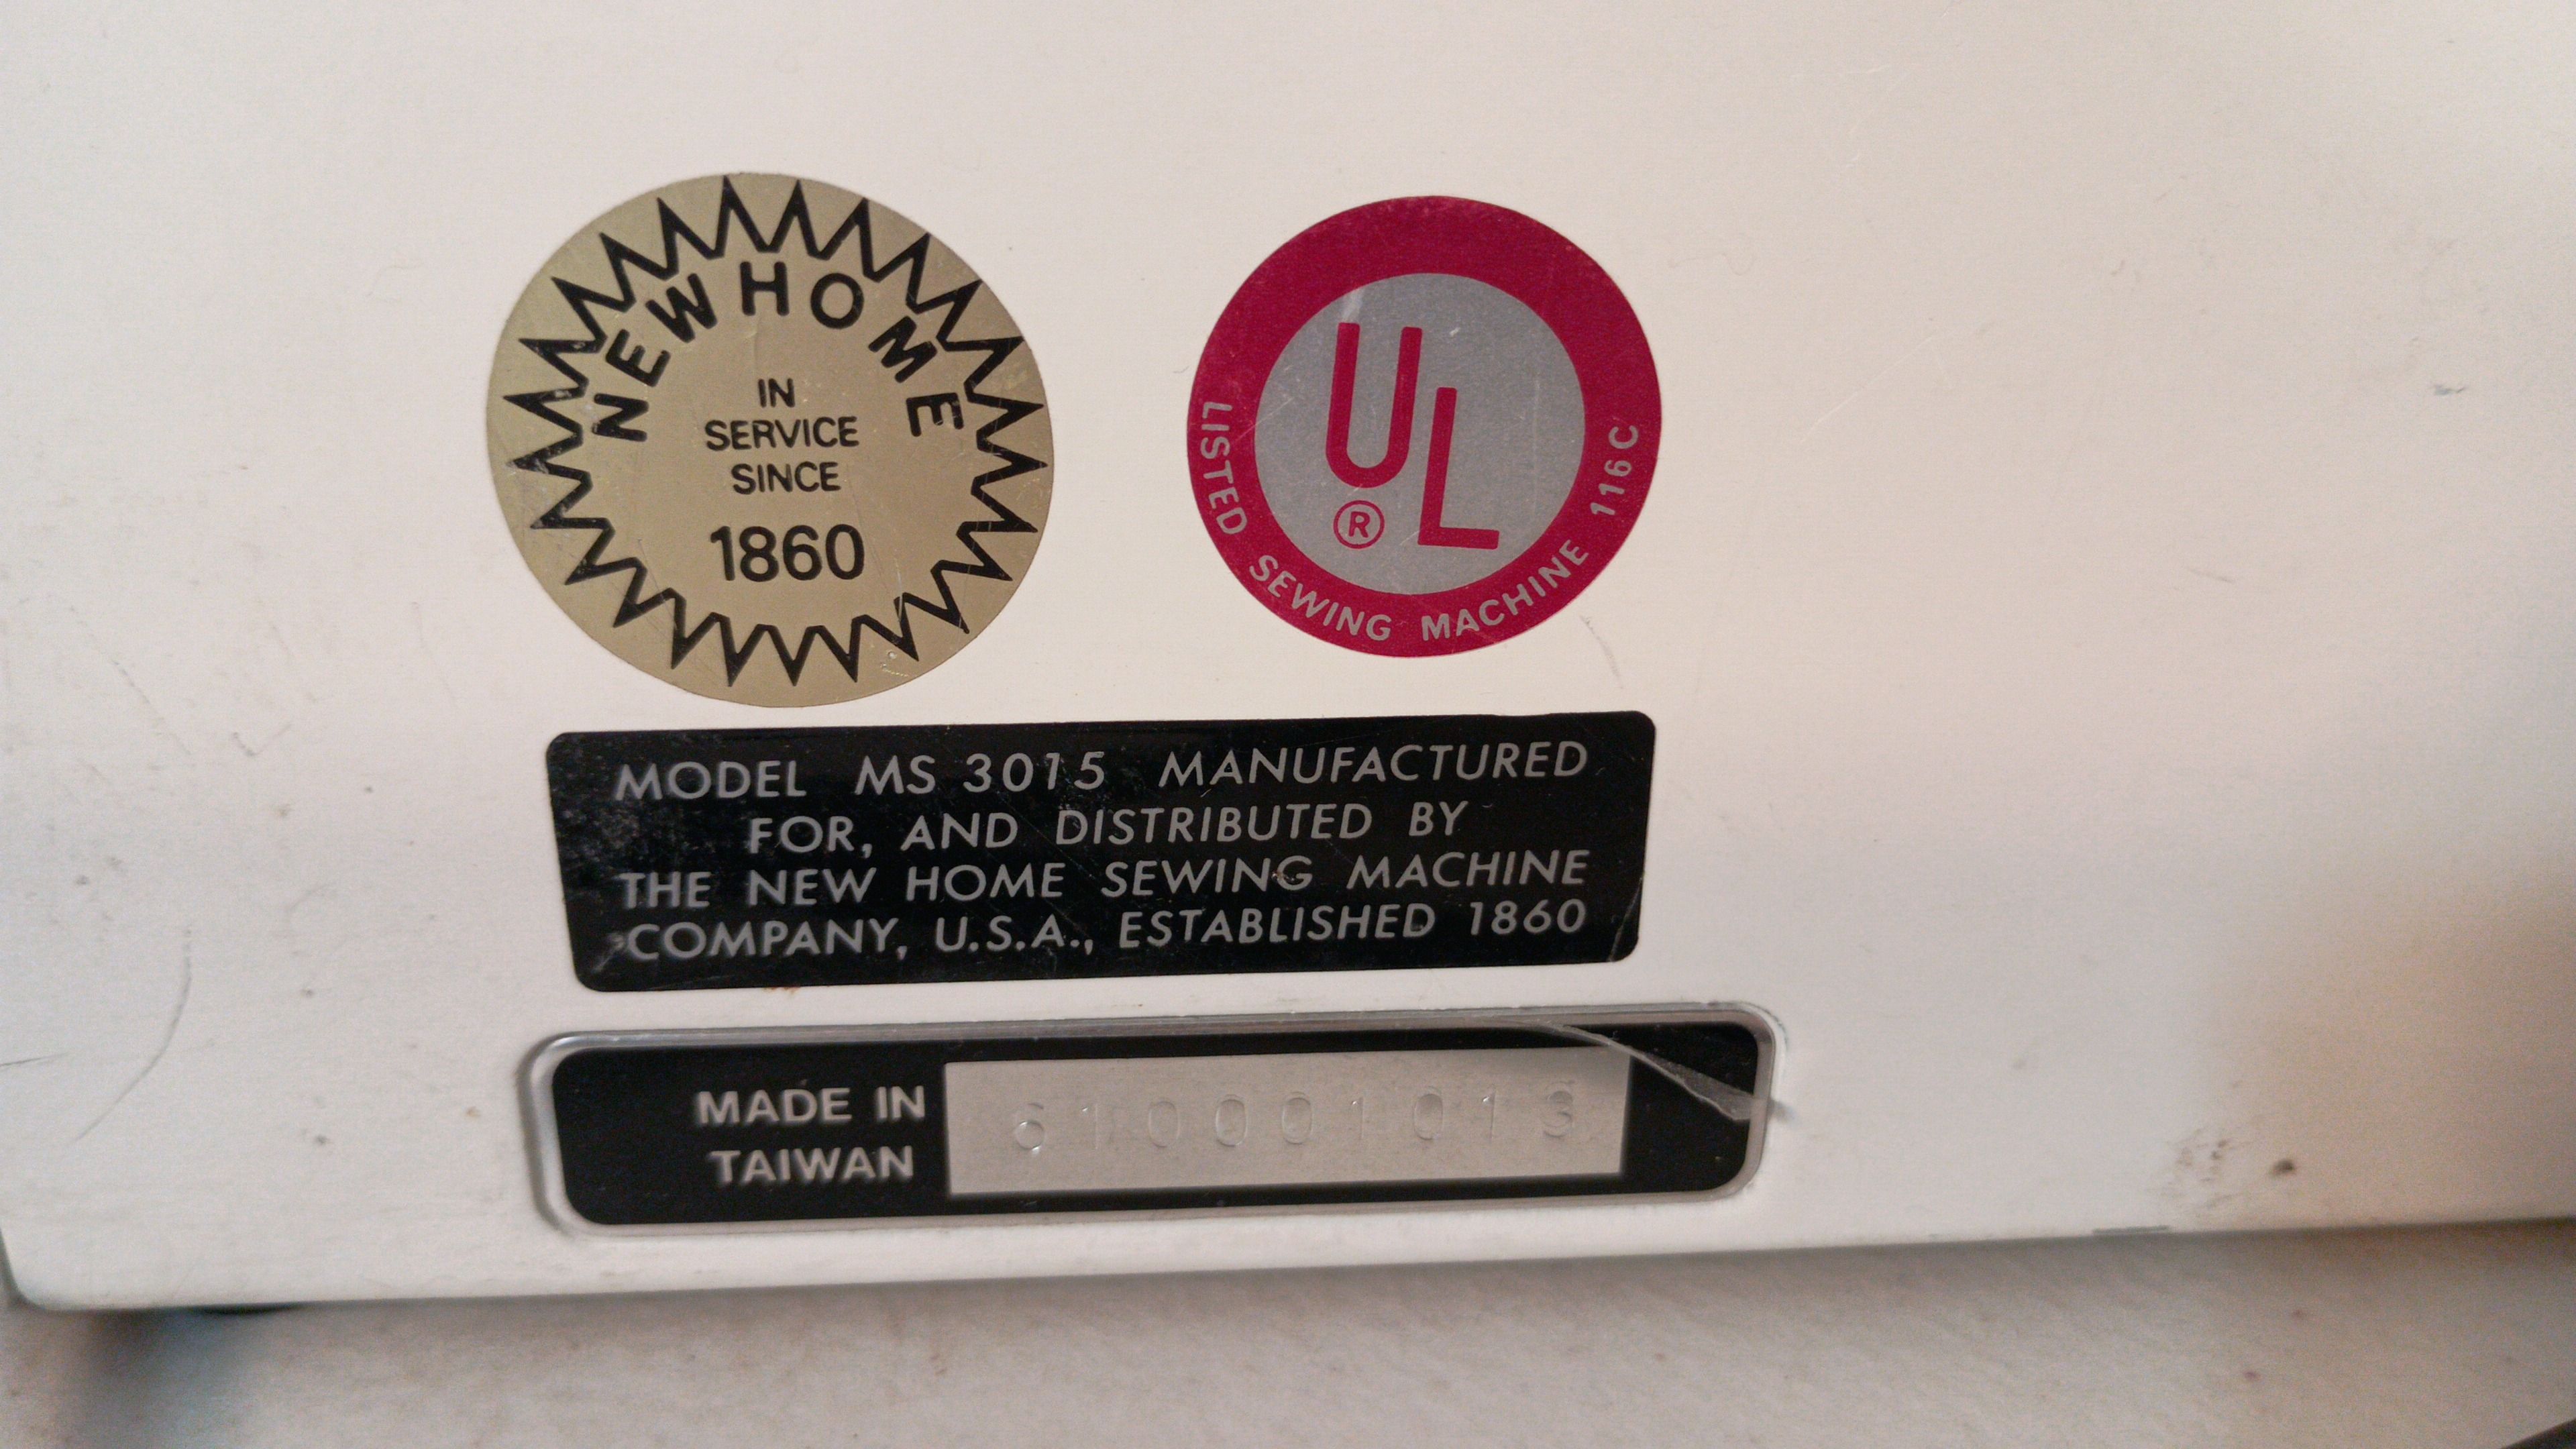 NEW HOME
IN
SERVICE
SINCE
1860
UL
®
LISTED SEWING MACHINE 116C
MODEL MS 3015 MANUFACTURED
FOR, AND DISTRIBUTED BY
THE NEW HOME SEWING MACHINE
COMPANY, U.S.A., ESTABLISHED 1860
MADE IN
TAIWAN
610001013